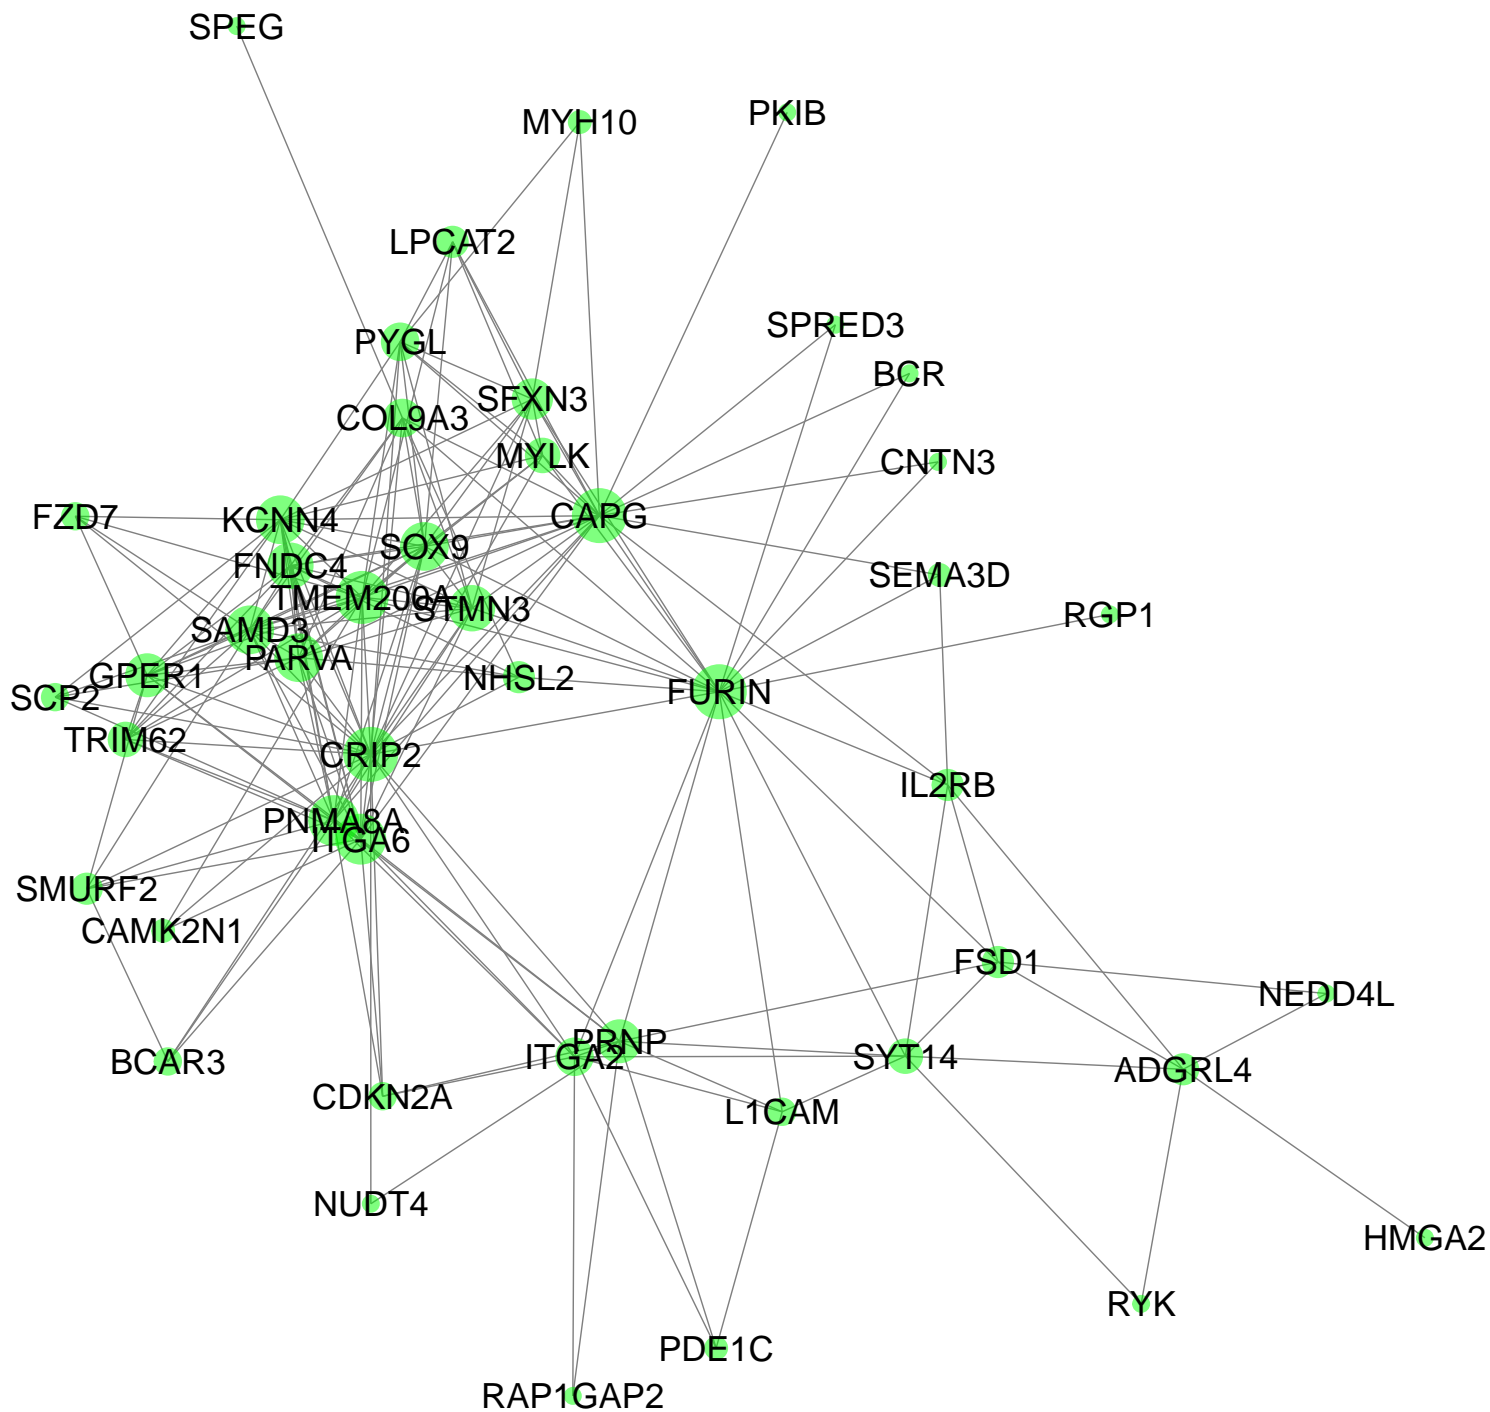 SPEG
MYH10
PKIB
LPCAT2
SPRED3
PYGL
BCR
SFXN3
COL9A3
MYLK
CNTN3
FZD7
KCNN4
CAPG
SOX9
FNDC4
SEMA3D
TMEM200A
STMN3
RGP1
SAMD3
PARVA
GPER1
NHSL2
FURIN
SCP2
TRIM62
CRIP2
IL2RB
PNMA8A
ITGA6
SMURF2
CAMK2N1
FSD1
NEDD4L
PRNP
ITGA2
SYT14
BCAR3
ADGRL4
CDKN2A
L1CAM
NUDT4
HMGA2
RYK
PDE1C
RAP1GAP2